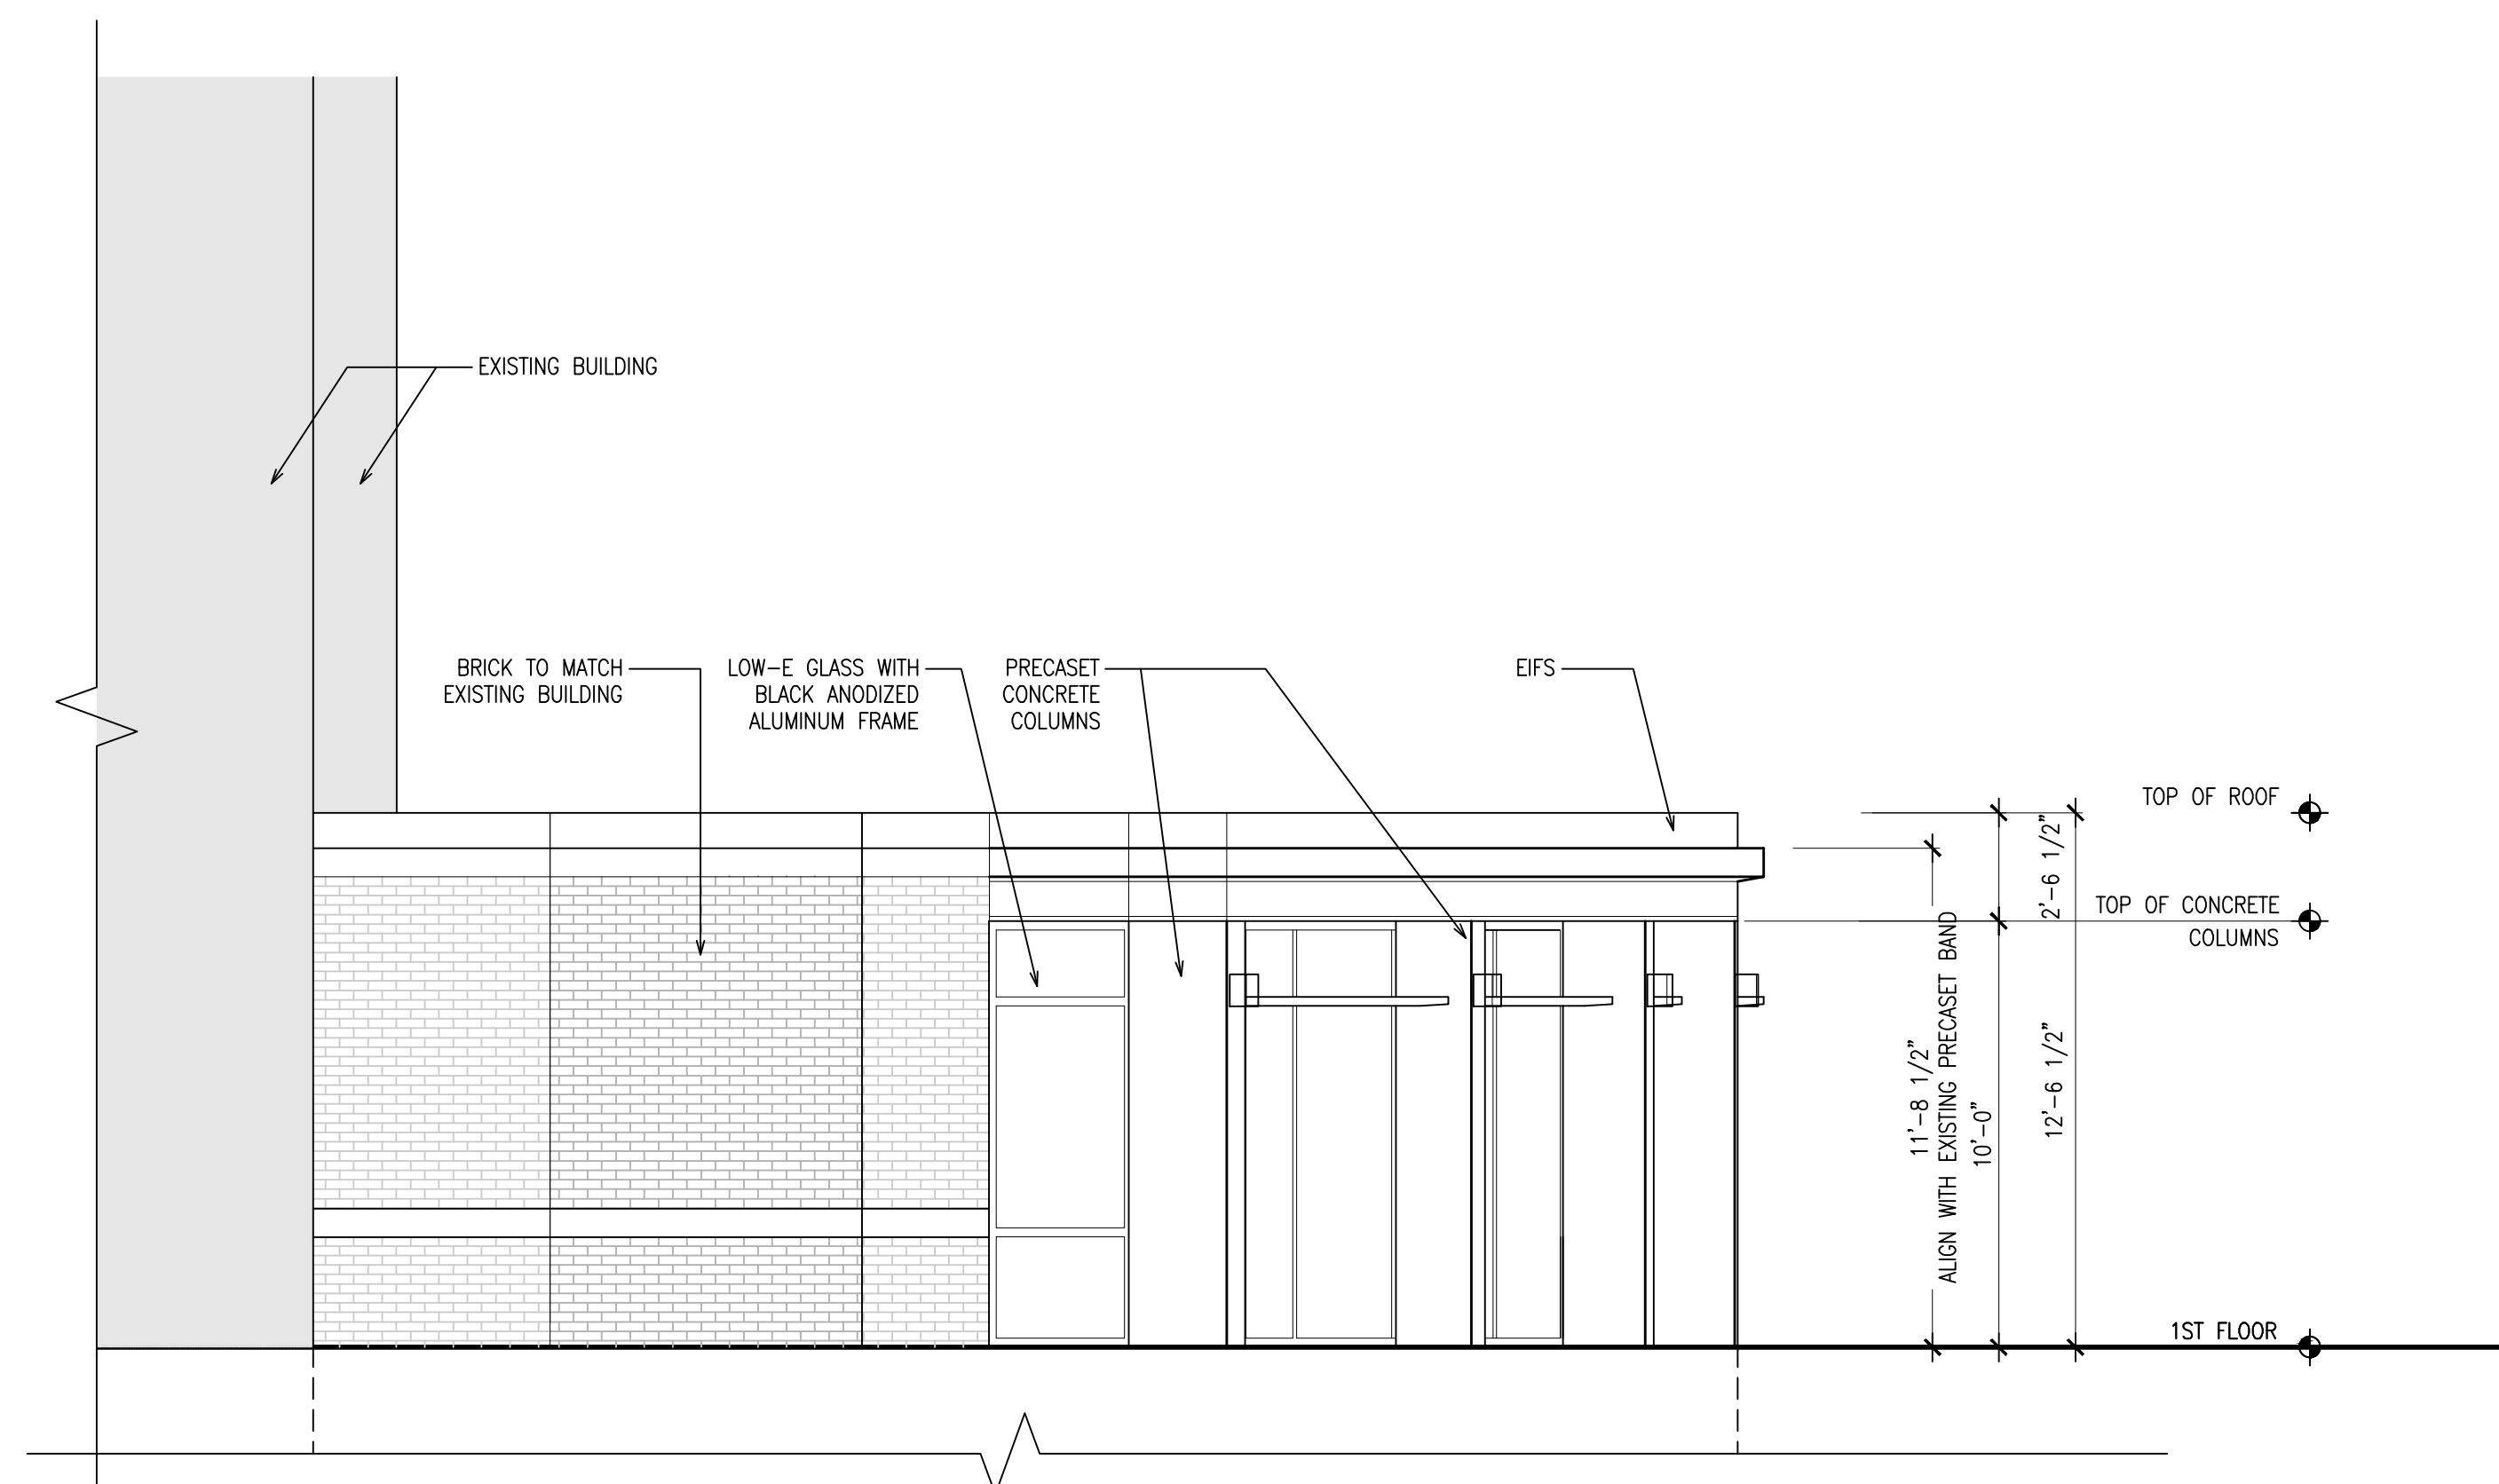 EXISTING BUILDING
BRICK TO MATCH
EXISTING BUILDING
LOW-E GLASS WITH
BLACK ANODIZED
ALUMINUM FRAME
PRECASET
CONCRETE
COLUMNS
EIFS
TOP OF ROOF
TOP OF CONCRETE
COLUMNS
1ST FLOOR
11'-8 1/2"
ALIGN WITH EXISTING PRECASET BAND
10'-0"
2'-6 1/2"
12'-6 1/2"